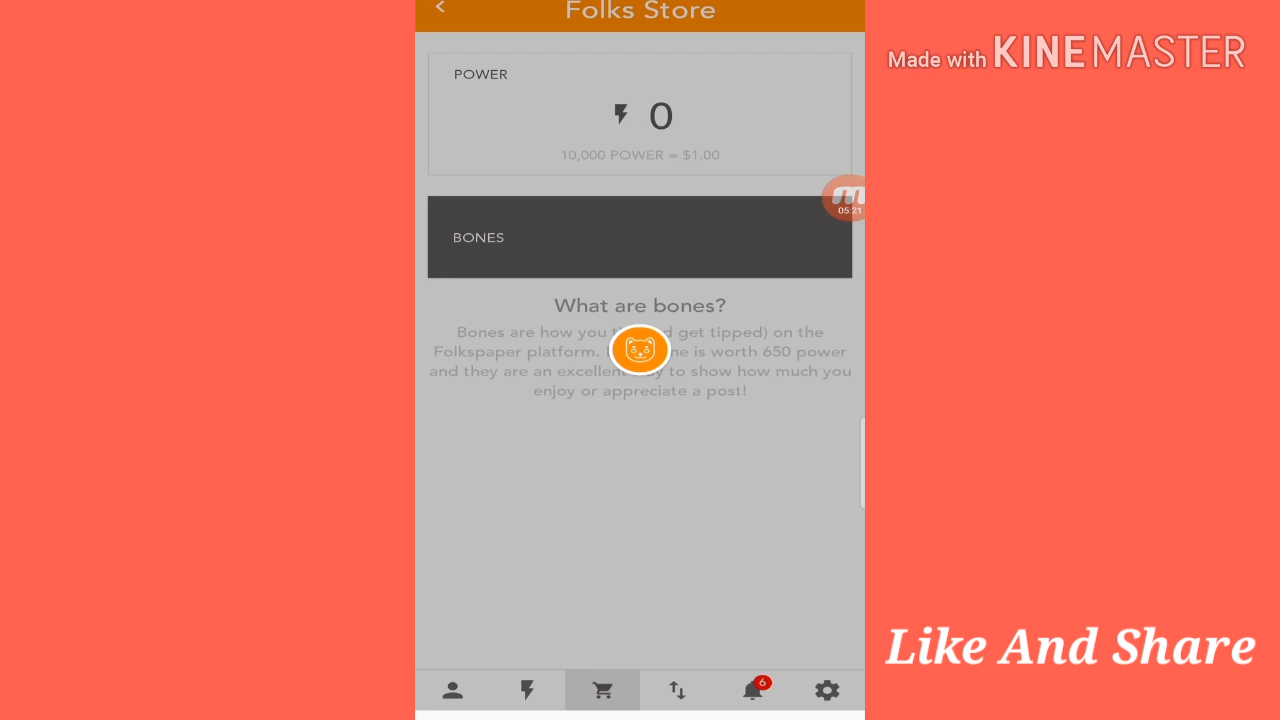 Folks Store
Made with KINEMASTER
POWER
0
10,000 POWER = $1.00
05:21
BONES
What are bones?
Bones are how you get tipped) on the
Folkspaper platform. is worth 650 power
and they are an excellent to show how much you
enjoy or appreciate a post!
6
Like And Share